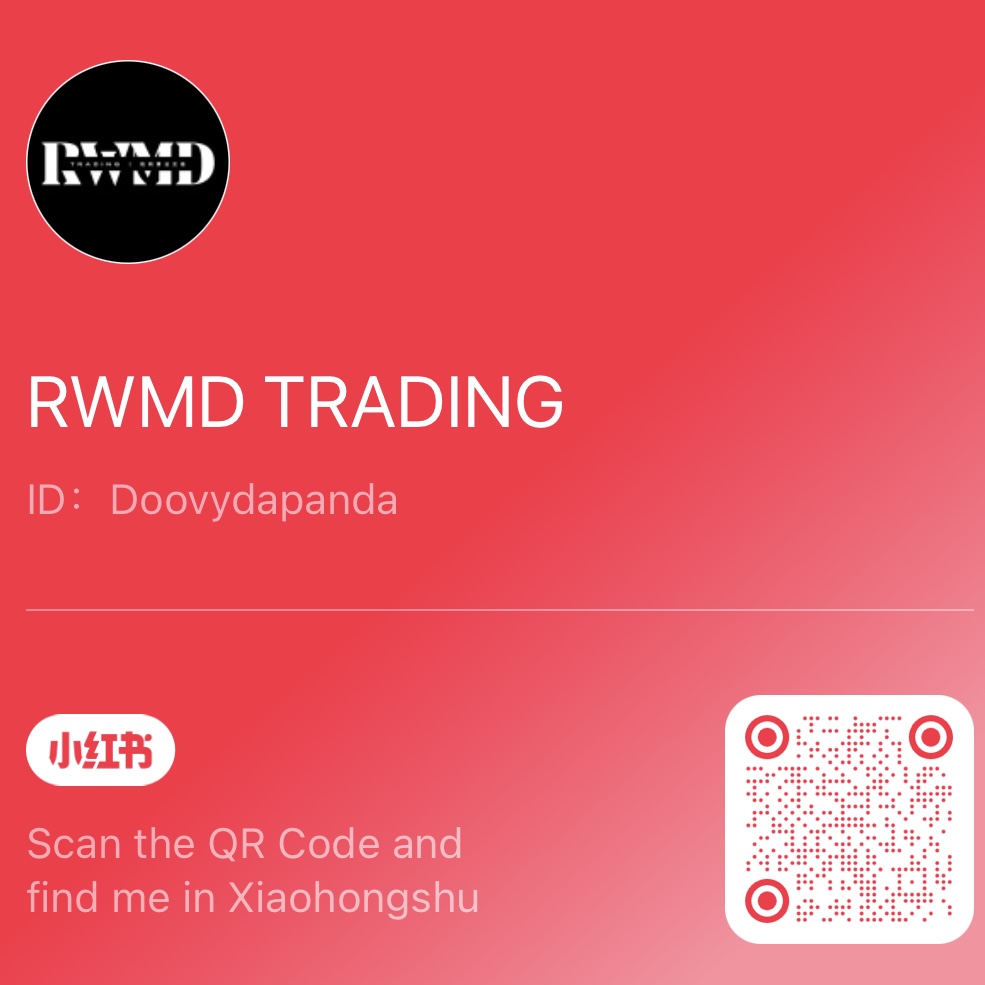 RWMD
RWMD TRADING
ID：Doovydapanda
小红书
Scan the QR Code and
find me in Xiaohongshu